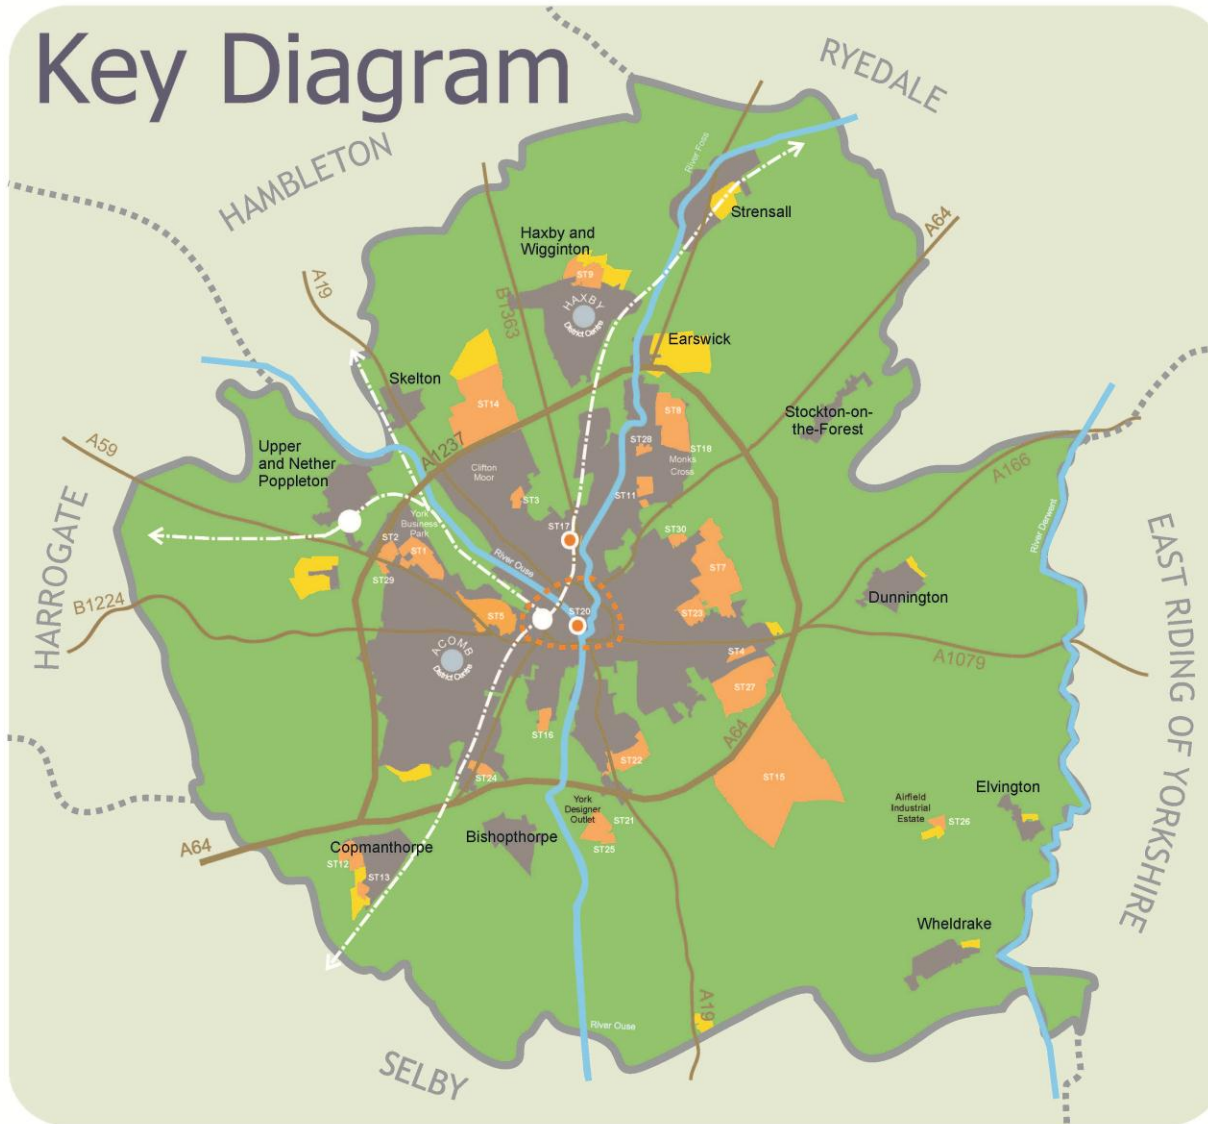 Key Diagram
RYEDALE
HAMBLETON
River Foss
Strensall
A64
Haxby and
Wigginton
ST9
A19
B1363
HAXBY
District Centre
Earswick
Skelton
ST14
ST8
Stockton-on-
the-Forest
A59
Upper
and Nether
Poppleton
A1237
Clifton
Moor
ST28
ST18
Monks
Cross
A166
HARROGATE
ST3
ST11
York
Business
Park
ST17
ST30
River Derwent
EAST RIDING OF YORKSHIRE
ST2
ST1
River Ouse
ST29
ST7
Dunnington
B1224
ST5
ST20
ST23
ACOMB
District Centre
ST4
A1079
ST27
ST16
A64
ST22
ST24
ST15
York
Designer
Outlet
ST21
ST25
Airfield
Industrial
Estate
ST26
Elvington
A64
Copmanthorpe
Bishopthorpe
ST12
ST13
Wheldrake
A19
River Ouse
SELBY